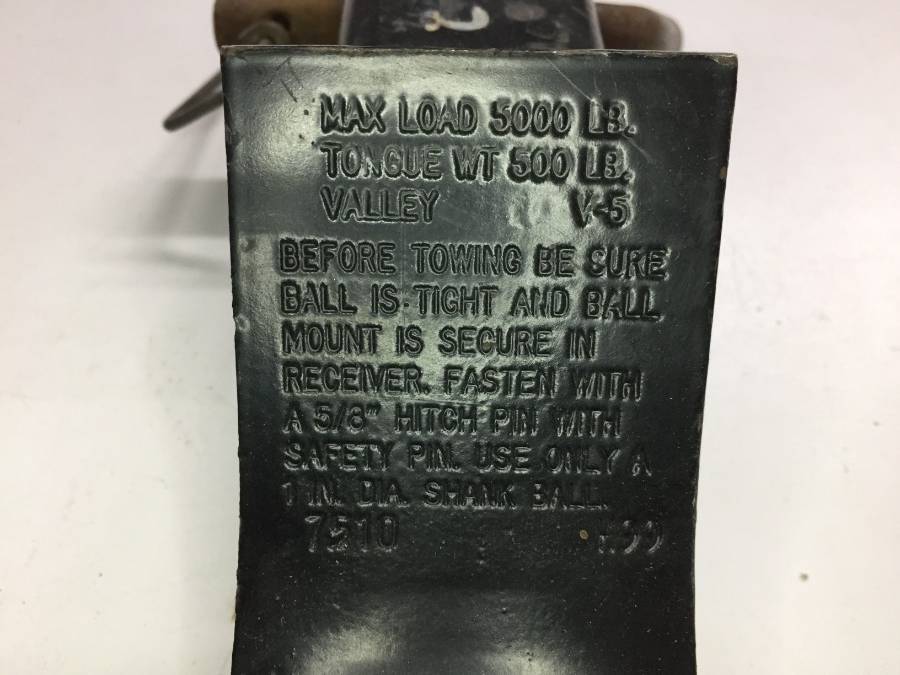 MAX LOAD 5000 LB.
TONGUE WT 500 LB.
VALLEY V-5
BEFORE TOWING BE SURE
BALL IS TIGHT AND BALL
MOUNT IS SECURE IN
RECEIVER. FASTEN WITH
A 5/8" HITCH PIN WITH
SAFETY PIN. USE ONLY A
1 IN. DIA. SHANK BALL.
7510